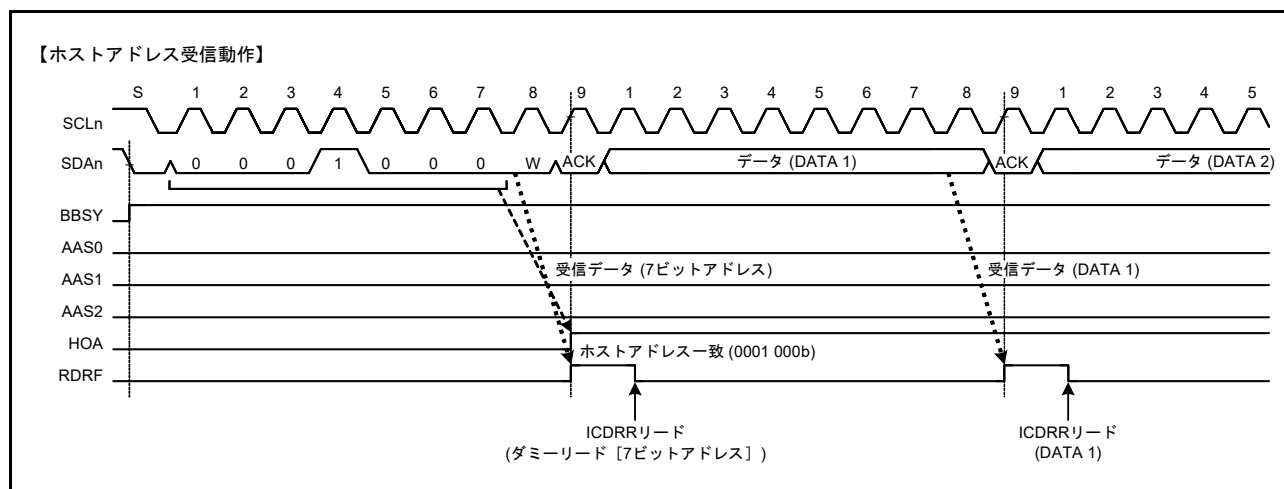 【ホストアドレス受信動作】
S 1 2 3 4 5 6 7 8 9 1 2 3 4 5 6 7 8 9 1 2 3 4 5
SCLn
SDAn 0 0 0 1 0 0 0 W ACK データ (DATA 1) ACK データ (DATA 2)
BBSY
AAS0
受信データ (7ビットアドレス) 受信データ (DATA 1)
AAS1
AAS2
HOA
ホストアドレス一致 (0001 000b)
RDRF
ICDRRリード
(ダミーリード［7ビットアドレス］)
ICDRRリード
(DATA 1)